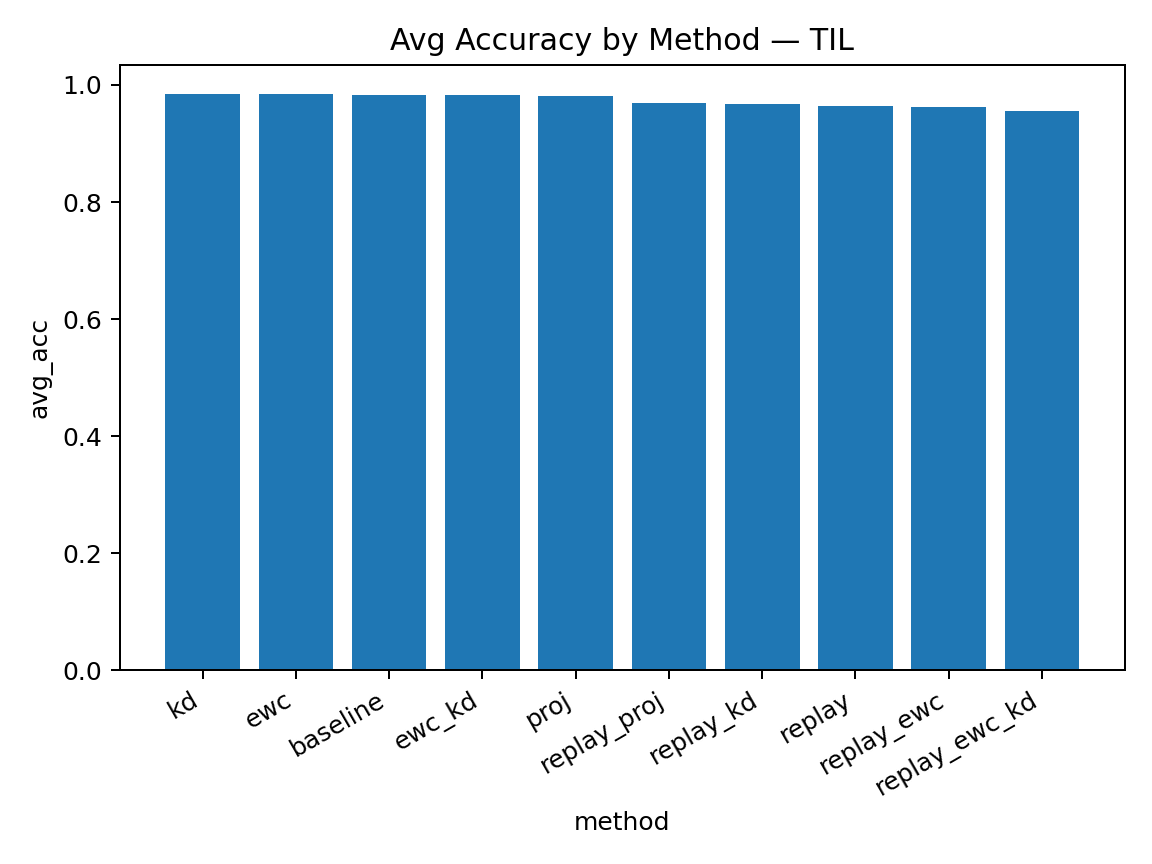 Avg Accuracy by Method — TIL
avg_acc
1.0
0.8
0.6
0.4
0.2
0.0
kd
ewc
baseline
ewc_kd
proj
replay_proj
replay_kd
replay
replay_ewc
replay_ewc_kd
method